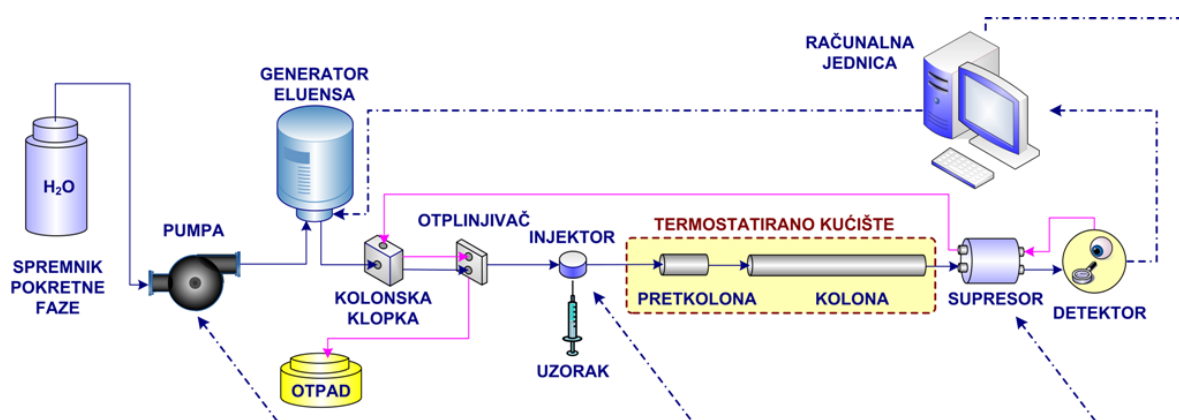 RAČUNALNA
JEDNICA
GENERATOR
ELUENSA
H₂O
SPREMNIK
POKRETNE
FAZE
PUMPA
KOLONSKA
KLOPKA
OTPLINJIVAČ
OTPAD
INJEKTOR
UZORAK
TERMOSTATIRANO KUĆIŠTE
PRETKOLONA
KOLONA
SUPRESOR
DETEKTOR